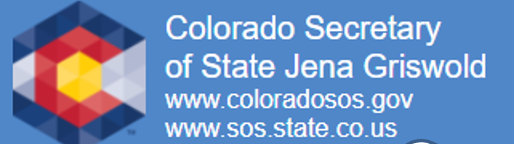 Colorado Secretary
of State Jena Griswold
www.coloradosos.gov
www.sos.state.co.us